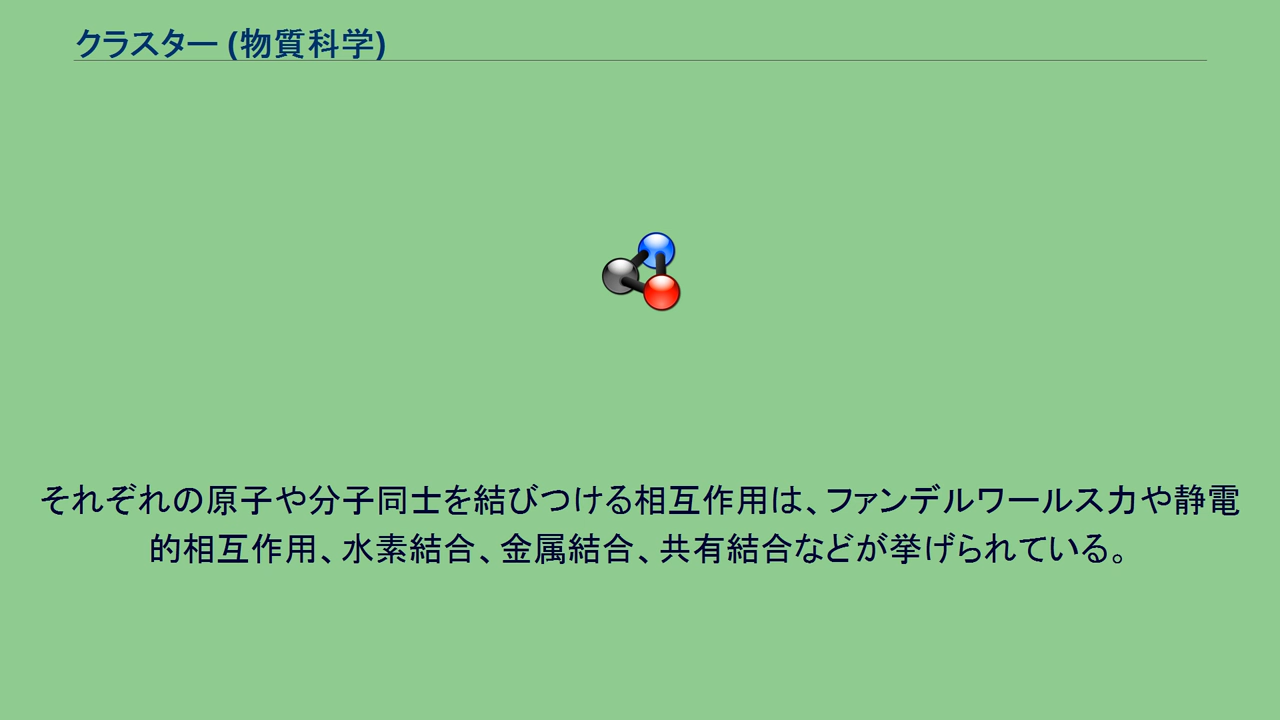 クラスター (物質科学)
それぞれの原子や分子同士を結びつける相互作用は、ファンデルワールス力や静電
的相互作用、水素結合、金属結合、共有結合などが挙げられている。